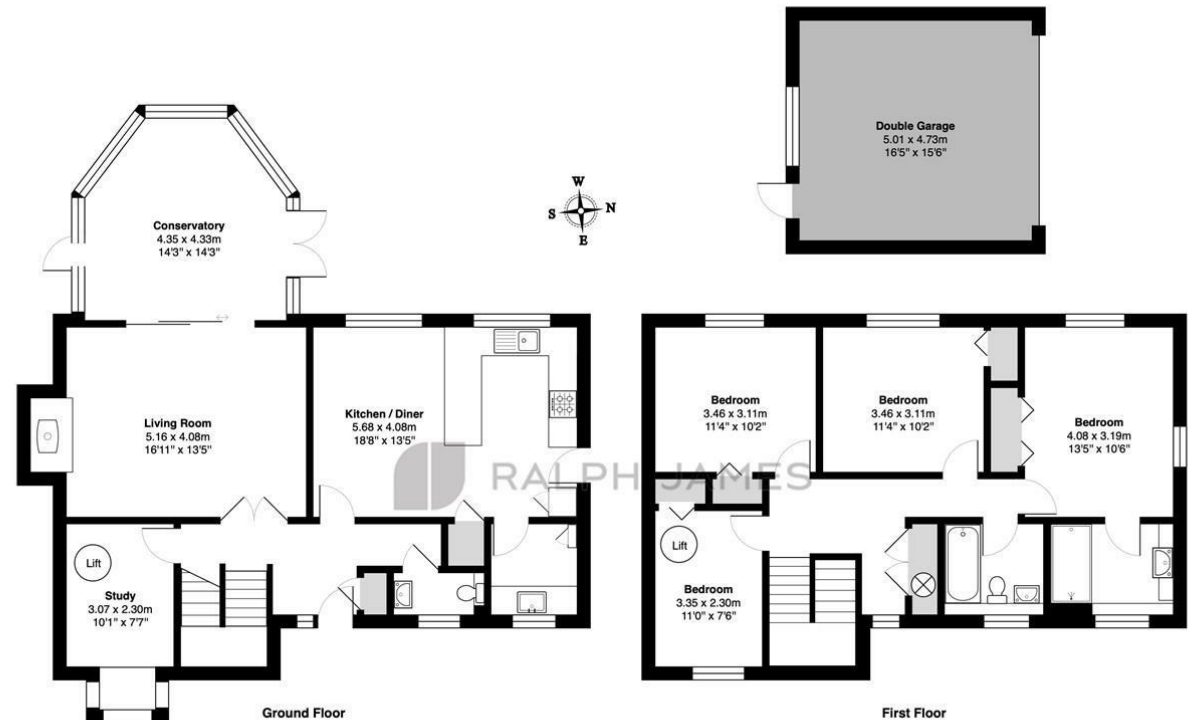 Double Garage
5.01 x 4.73m
16'5" x 15'6"
Conservatory
4.35 x 4.33m
14'3" x 14'3"
W
S
N
E
Living Room
5.16 x 4.08m
16'11" x 13'5"
Kitchen / Diner
5.68 x 4.08m
18'8" x 13'5"
Lift
Study
3.07 x 2.30m
10'1" x 7'7"
Ground Floor
Bedroom
3.46 x 3.11m
11'4" x 10'2"
Bedroom
3.46 x 3.11m
11'4" x 10'2"
Bedroom
4.08 x 3.19m
13'5" x 10'6"
Lift
Bedroom
3.35 x 2.30m
11'0" x 7'6"
First Floor
RALPH JAMES